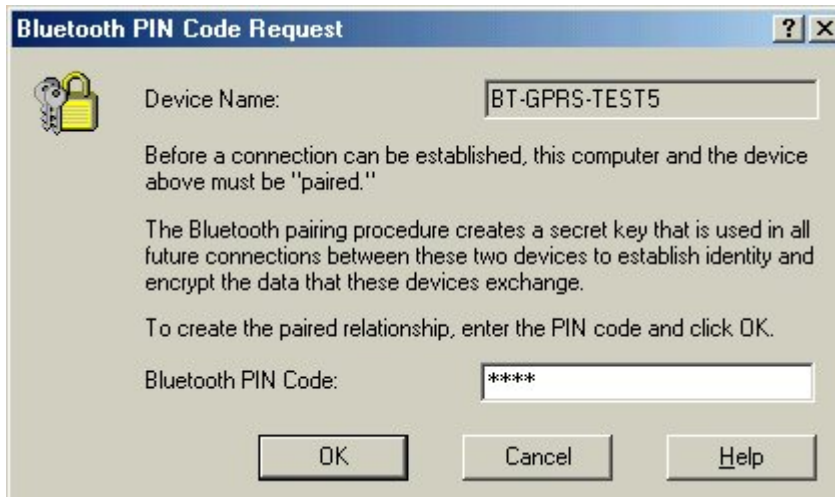 Bluetooth PIN Code Request
Device Name: BT-GPRS-TEST5
Before a connection can be established, this computer and the device
above must be "paired."
The Bluetooth pairing procedure creates a secret key that is used in all
future connections between these two devices to establish identity and
encrypt the data that these devices exchange.
To create the paired relationship, enter the PIN code and click OK.
Bluetooth PIN Code: ****
OK Cancel Help